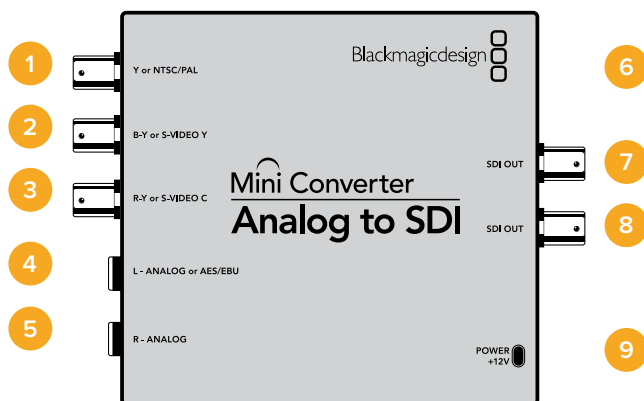 1
Y or NTSC/PAL
Blackmagicdesign
6
2
B-Y or S-VIDEO Y
SDI OUT
7
3
R-Y or S-VIDEO C
Mini Converter
Analog to SDI
SDI OUT
8
4
L - ANALOG or AES/EBU
5
R - ANALOG
POWER
+12V
9